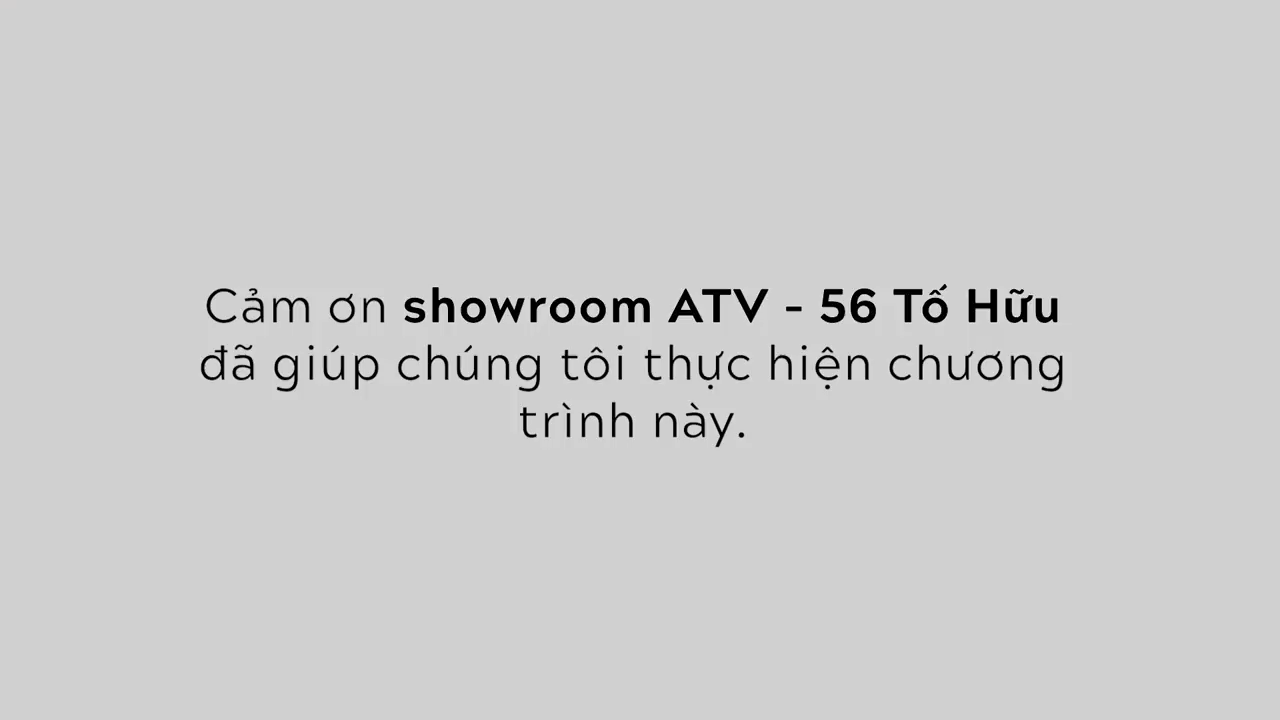 Cảm ơn showroom ATV - 56 Tố Hữu
đã giúp chúng tôi thực hiện chương
trình này.